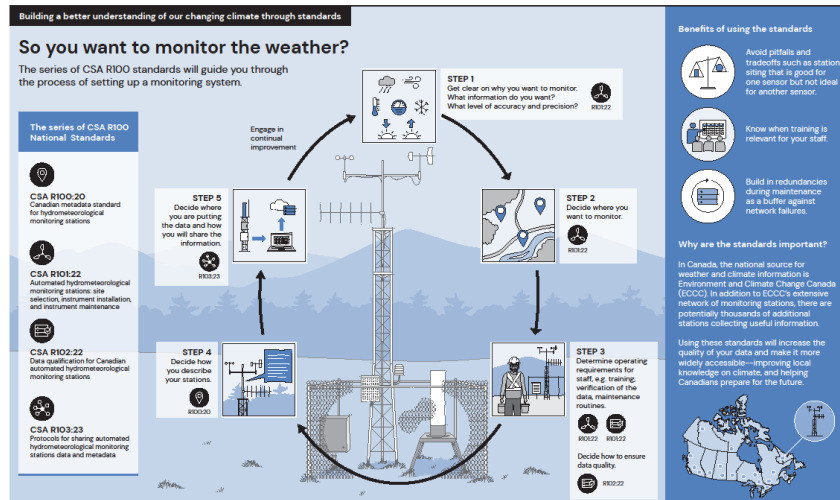 Building a better understanding of our changing climate through standards
So you want to monitor the weather?
The series of CSA R100 standards will guide you through
the process of setting up a monitoring system.
The series of CSA R100
National Standards
CSA R100:20
Canadian metadata standard
for hydrometeorological
monitoring stations
CSA R101:22
Automated hydrometeorological
monitoring stations: site
selection, instrument installation,
and instrument maintenance
CSA R102:22
Data qualification for Canadian
automated hydrometeorological
monitoring stations
CSA R103:23
Protocols for sharing automated
hydrometeorological monitoring
stations data and metadata
Engage in
continual
improvement
STEP 1
Get clear on why you want to monitor.
What information do you want?
What level of accuracy and precision?
R101:22
STEP 2
Decide where you
want to monitor.
R101:22
STEP 3
Determine operating
requirements for
staff, e.g. training,
verification of the
data, maintenance
routines.
R101:22
R101:22
Decide how to ensure
data quality.
R102:22
STEP 4
Decide how
you describe
your stations.
R100:20
STEP 5
Decide where
you are putting
the data and how
you will share the
information.
R103:23
Benefits of using the standards
Avoid pitfalls and
tradeoffs such as station
siting that is good for
one sensor but not ideal
for another sensor.
Know when training is
relevant for your staff.
Build in redundancies
during maintenance
as a buffer against
network failures.
Why are the standards important?
In Canada, the national source for
weather and climate information is
Environment and Climate Change Canada
(ECCC). In addition to ECCC's extensive
network of monitoring stations, there are
potentially thousands of additional
stations collecting useful information.
Using these standards will increase the
quality of your data and make it more
widely accessible—improving local
knowledge on climate, and helping
Canadians prepare for the future.